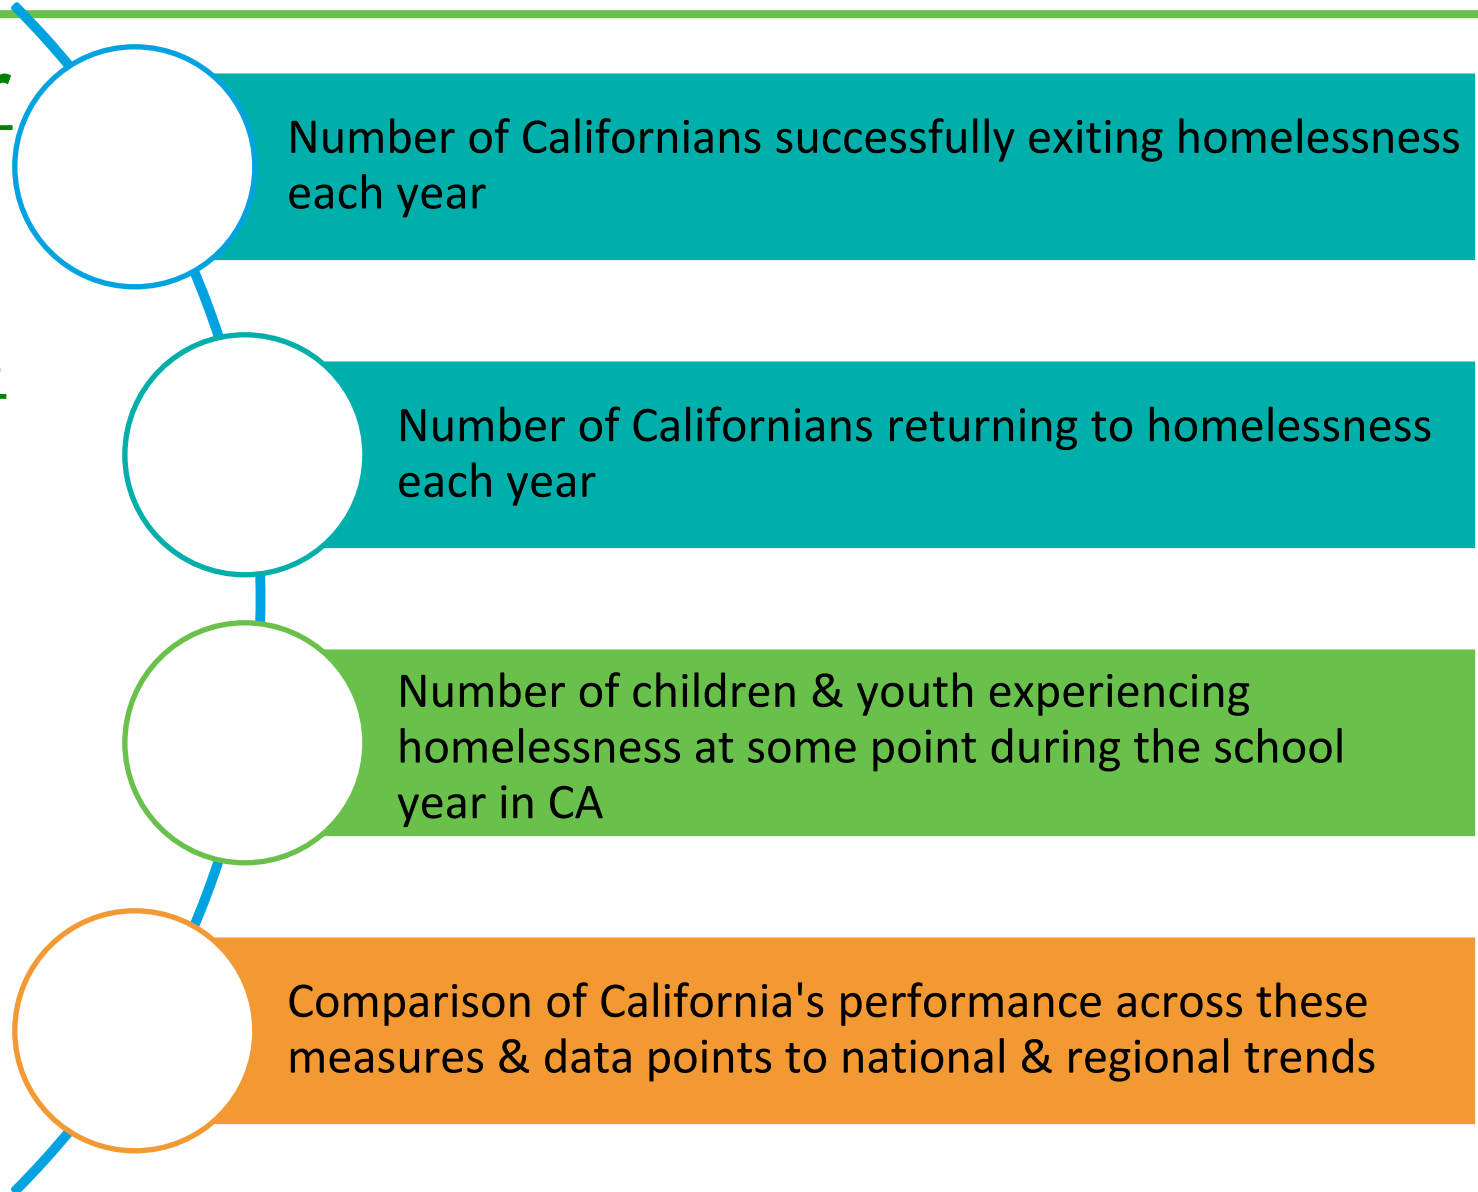 Number of Californians successfully exiting homelessness
each year
Number of Californians returning to homelessness
each year
Number of children & youth experiencing
homelessness at some point during the school
year in CA
Comparison of California's performance across these
measures & data points to national & regional trends